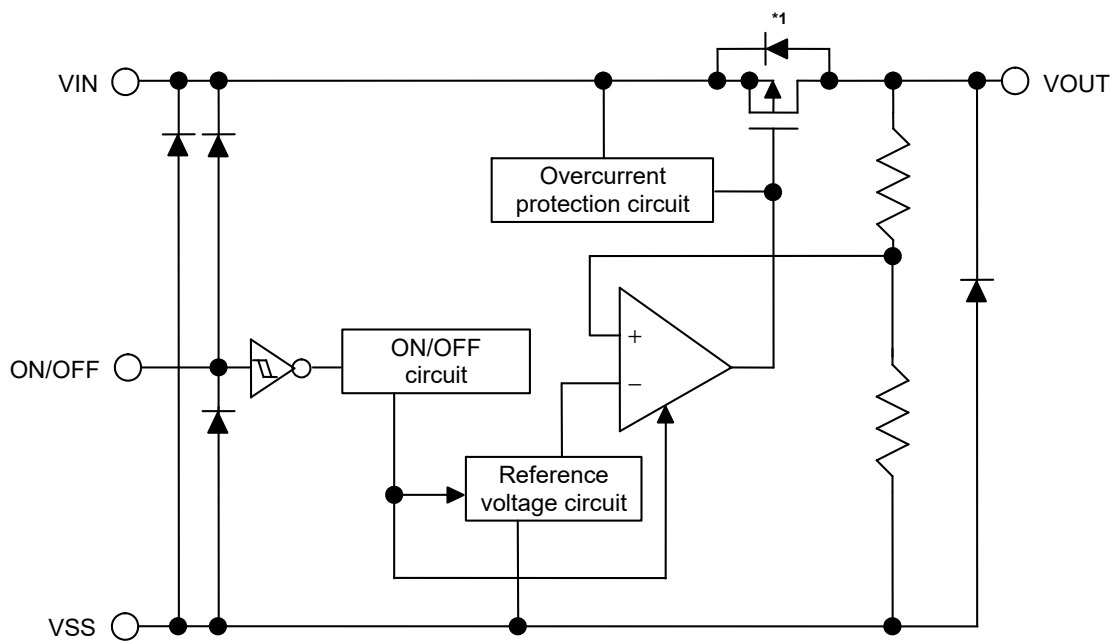 *1
VIN
VOUT
Overcurrent
protection circuit
+
−
ON/OFF
ON/OFF
circuit
Reference
voltage circuit
VSS